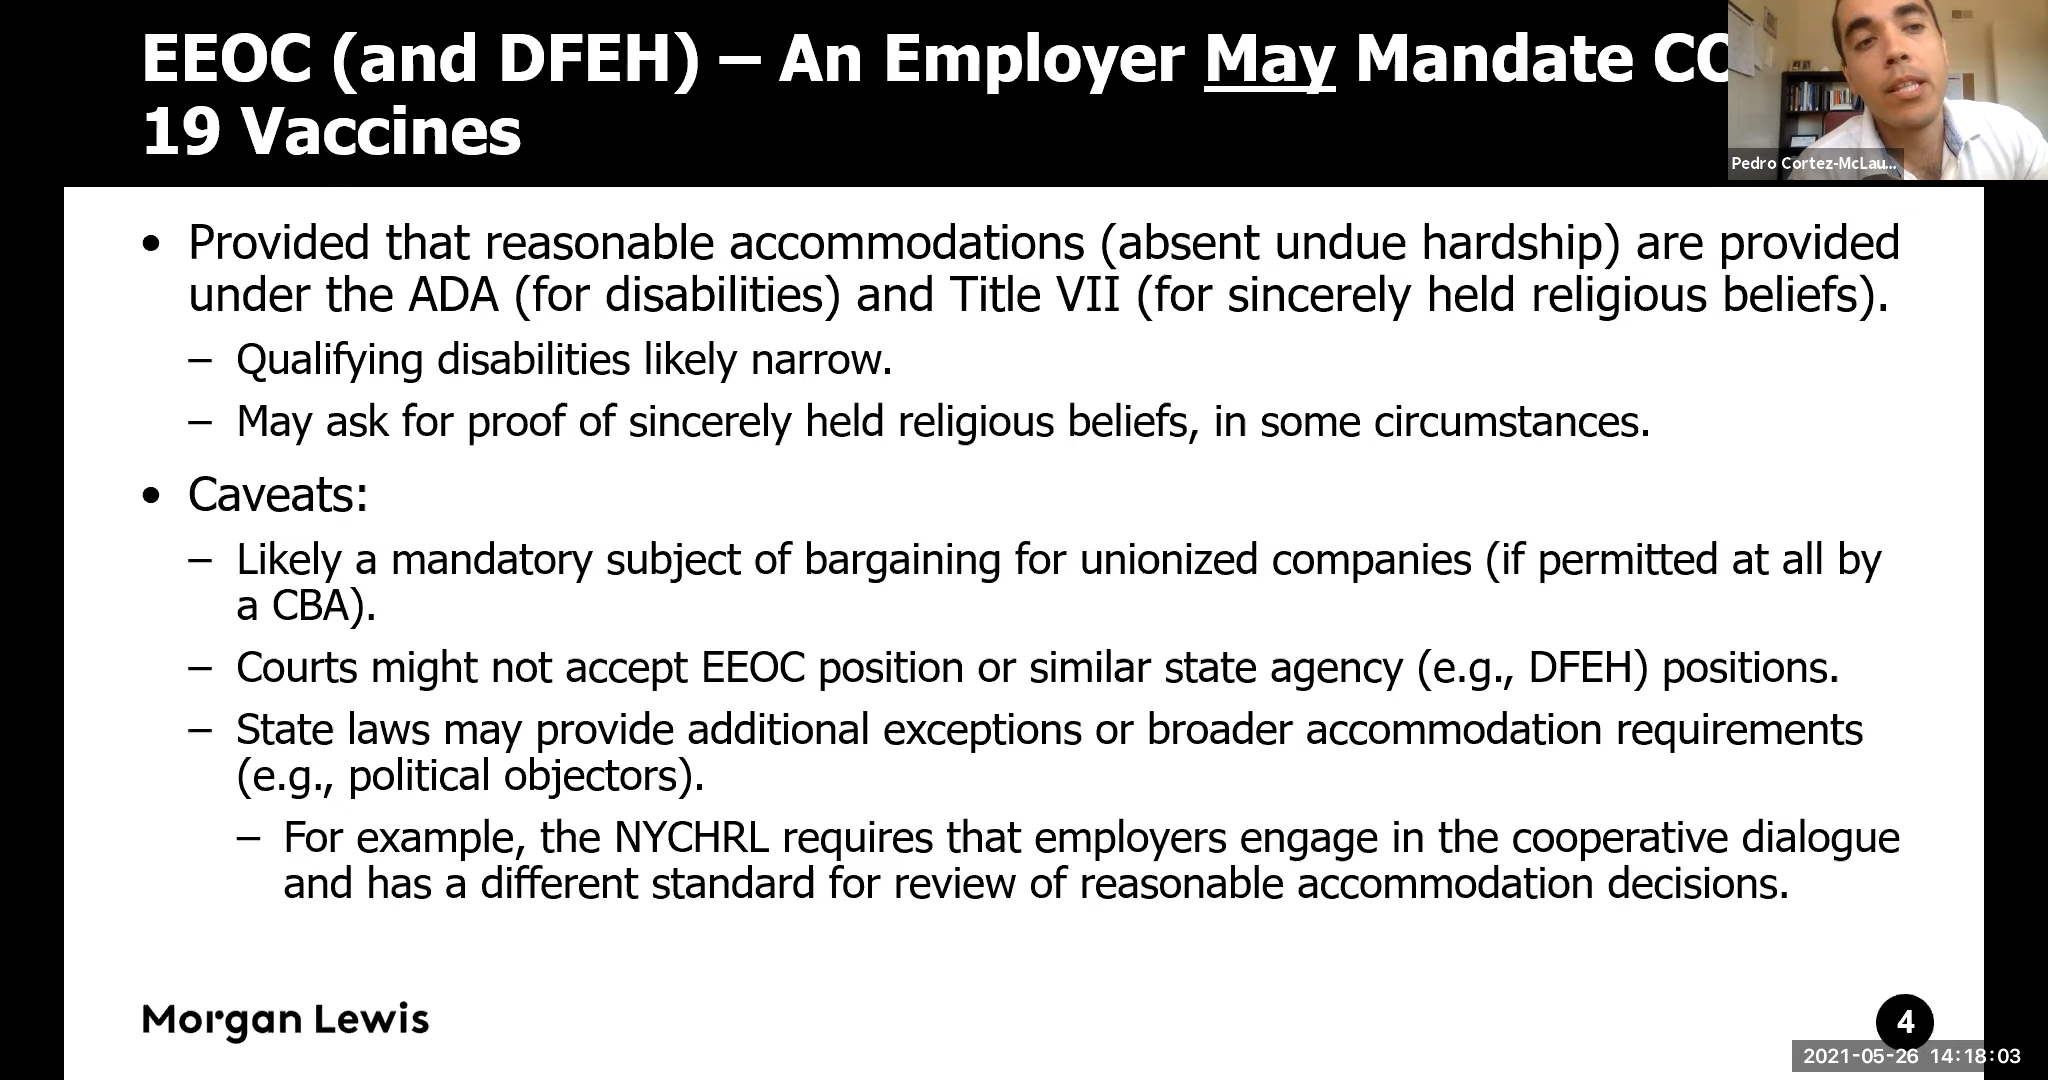 EEOC (and DFEH) – An Employer May Mandate CO
19 Vaccines
Pedro Cortez-McLau...
• Provided that reasonable accommodations (absent undue hardship) are provided
under the ADA (for disabilities) and Title VII (for sincerely held religious beliefs).
– Qualifying disabilities likely narrow.
– May ask for proof of sincerely held religious beliefs, in some circumstances.
• Caveats:
– Likely a mandatory subject of bargaining for unionized companies (if permitted at all by
a CBA).
– Courts might not accept EEOC position or similar state agency (e.g., DFEH) positions.
– State laws may provide additional exceptions or broader accommodation requirements
(e.g., political objectors).
– For example, the NYCHRL requires that employers engage in the cooperative dialogue
and has a different standard for review of reasonable accommodation decisions.
Morgan Lewis
4
2021-05-26 14:18:03